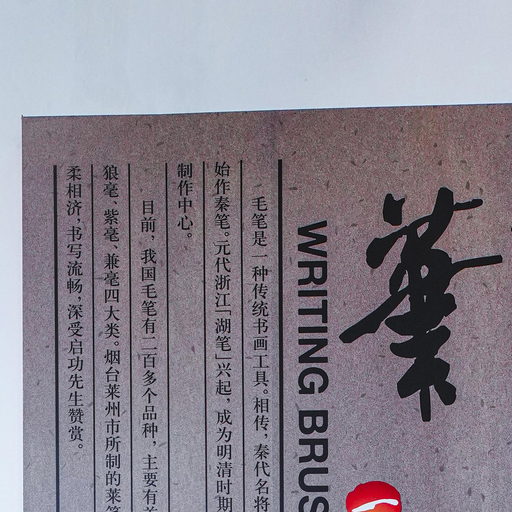 筆
WRITING BRUS
毛笔是一种传统书画工具。相传,秦代名将
始作秦笔。元代浙江「湖笔」兴起,成为明清时期
制作中心。
目前,我国毛笔有二百多个品种,主要有羊
狼毫、紫毫、兼毫四大类。烟台莱州市所制的莱笔
柔相济,书写流畅,深受启功先生赞赏。